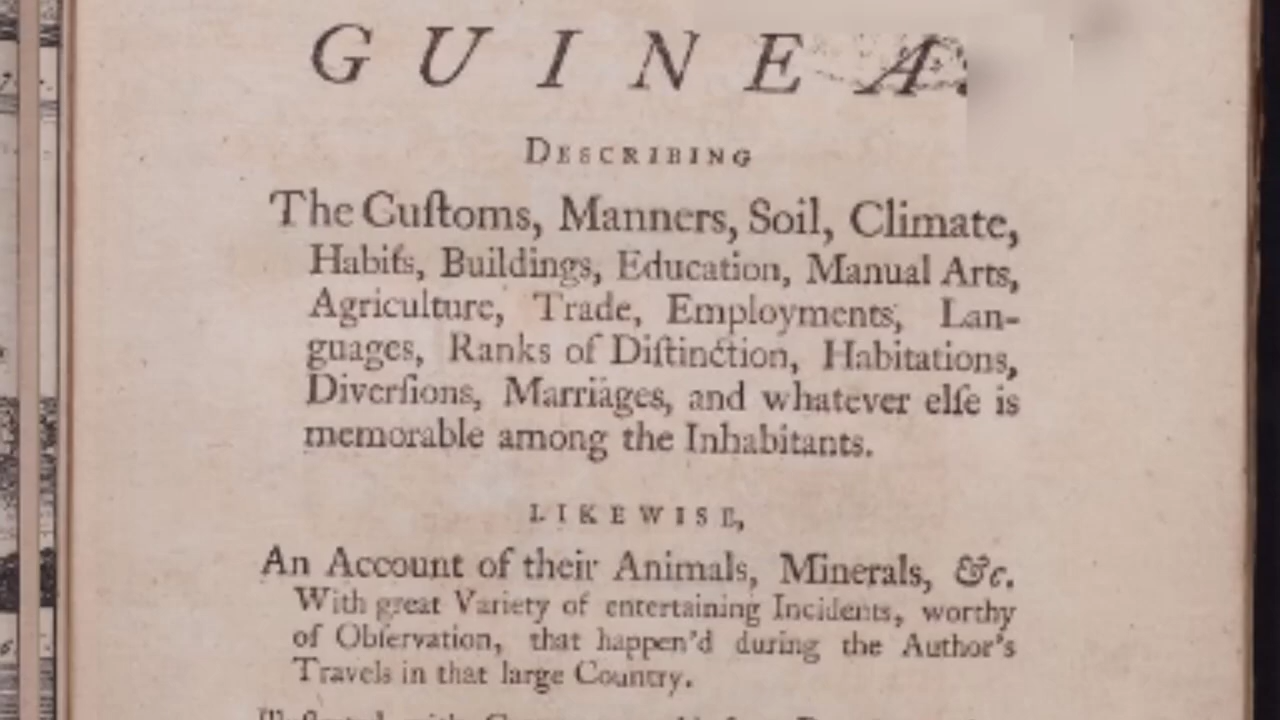 GUINEA.
DESCRIBING
The Cuſtoms, Manners, Soil, Climate,
Habits, Buildings, Education, Manual Arts,
Agriculture, Trade, Employments, Lan-
guages, Ranks of Diſtinction, Habitations,
Diverſions, Marriages, and whatever elſe is
memorable among the Inhabitants.
LIKEWISE,
An Account of their Animals, Minerals, &c.
With great Variety of entertaining Incidents, worthy
of Obſervation, that happen'd during the Author's
Travels in that large Country.